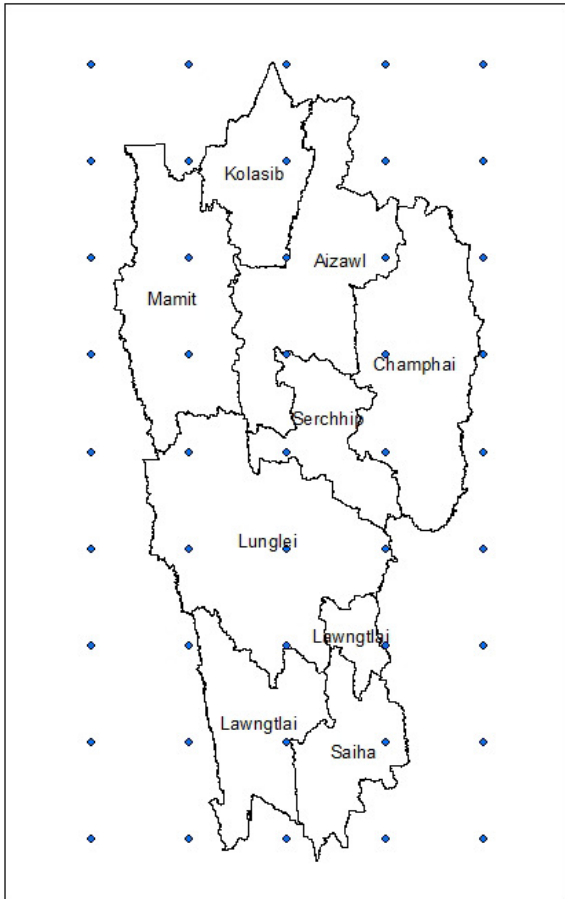 Kolasib
Aizawl
Mamit
Champhai
Serchhip
Lunglei
Lawngtlai
Lawngtlai
Saiha